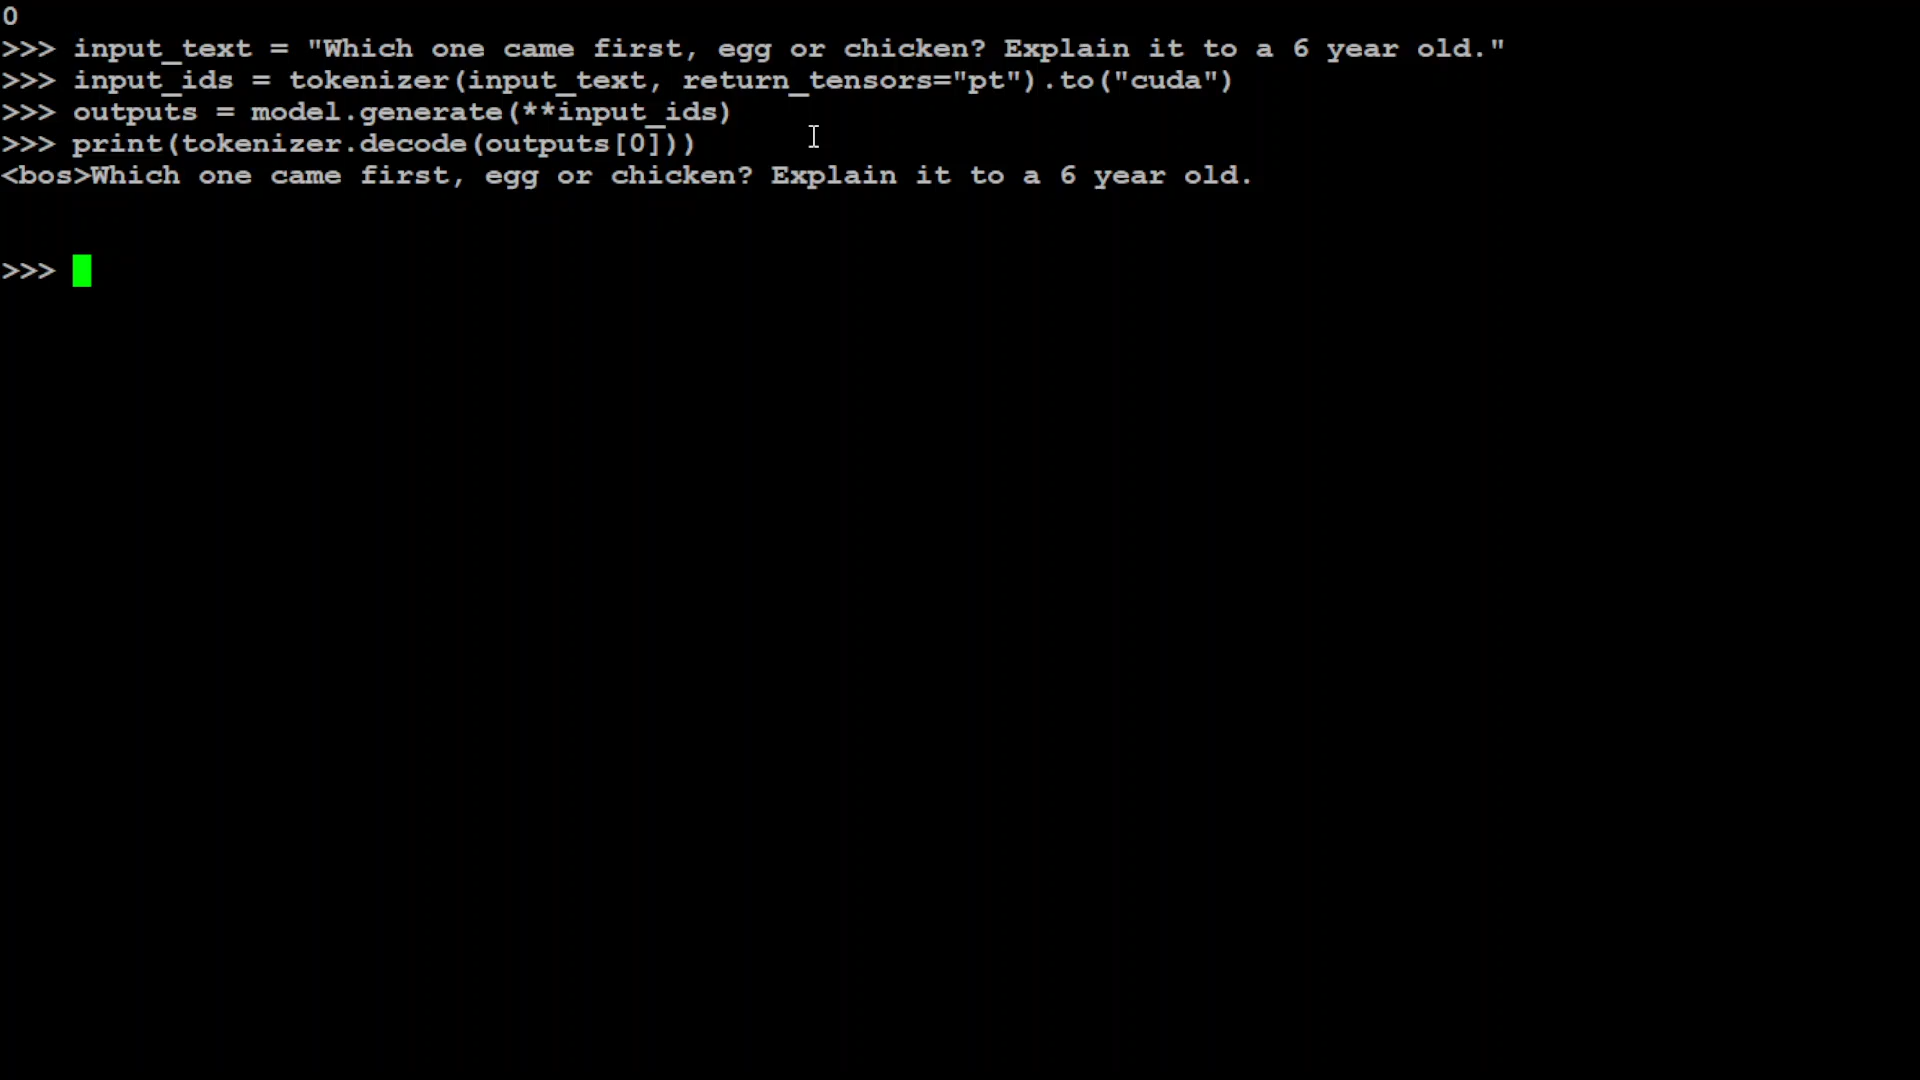 0
>>> input_text = "Which one came first, egg or chicken? Explain it to a 6 year old."
>>> input_ids = tokenizer(input_text, return_tensors="pt").to("cuda")
>>> outputs = model.generate(**input_ids)
>>> print(tokenizer.decode(outputs[0]))
<bos>Which one came first, egg or chicken? Explain it to a 6 year old.
>>>